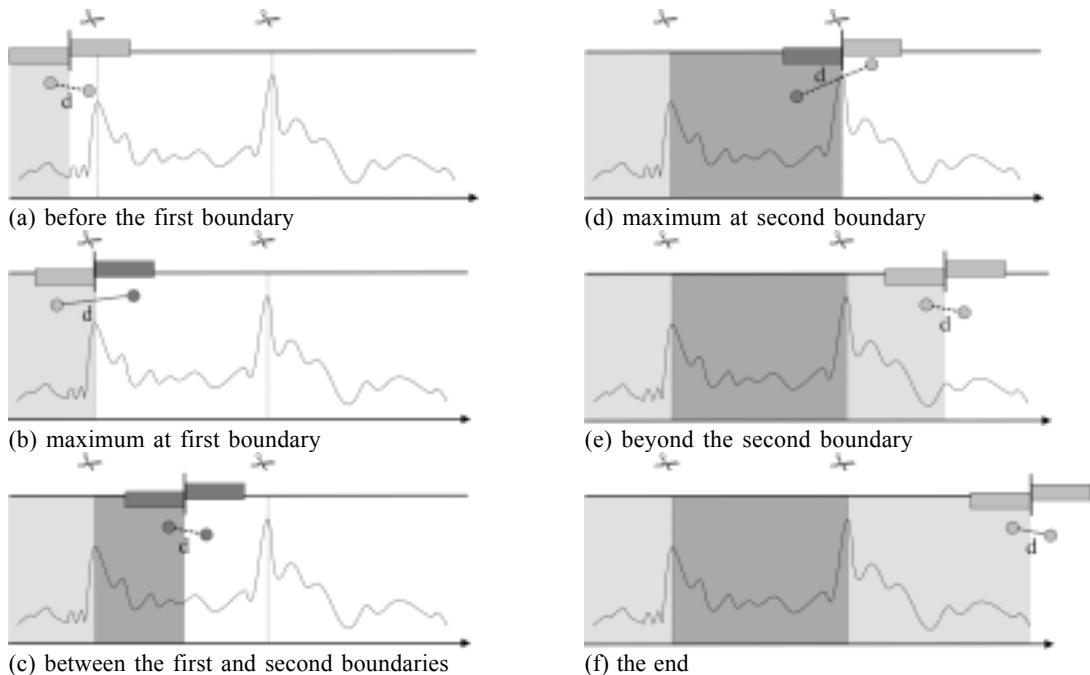 d
(a) before the first boundary
d
(b) maximum at first boundary
d
(c) between the first and second boundaries
d
(d) maximum at second boundary
d
(e) beyond the second boundary
d
(f) the end